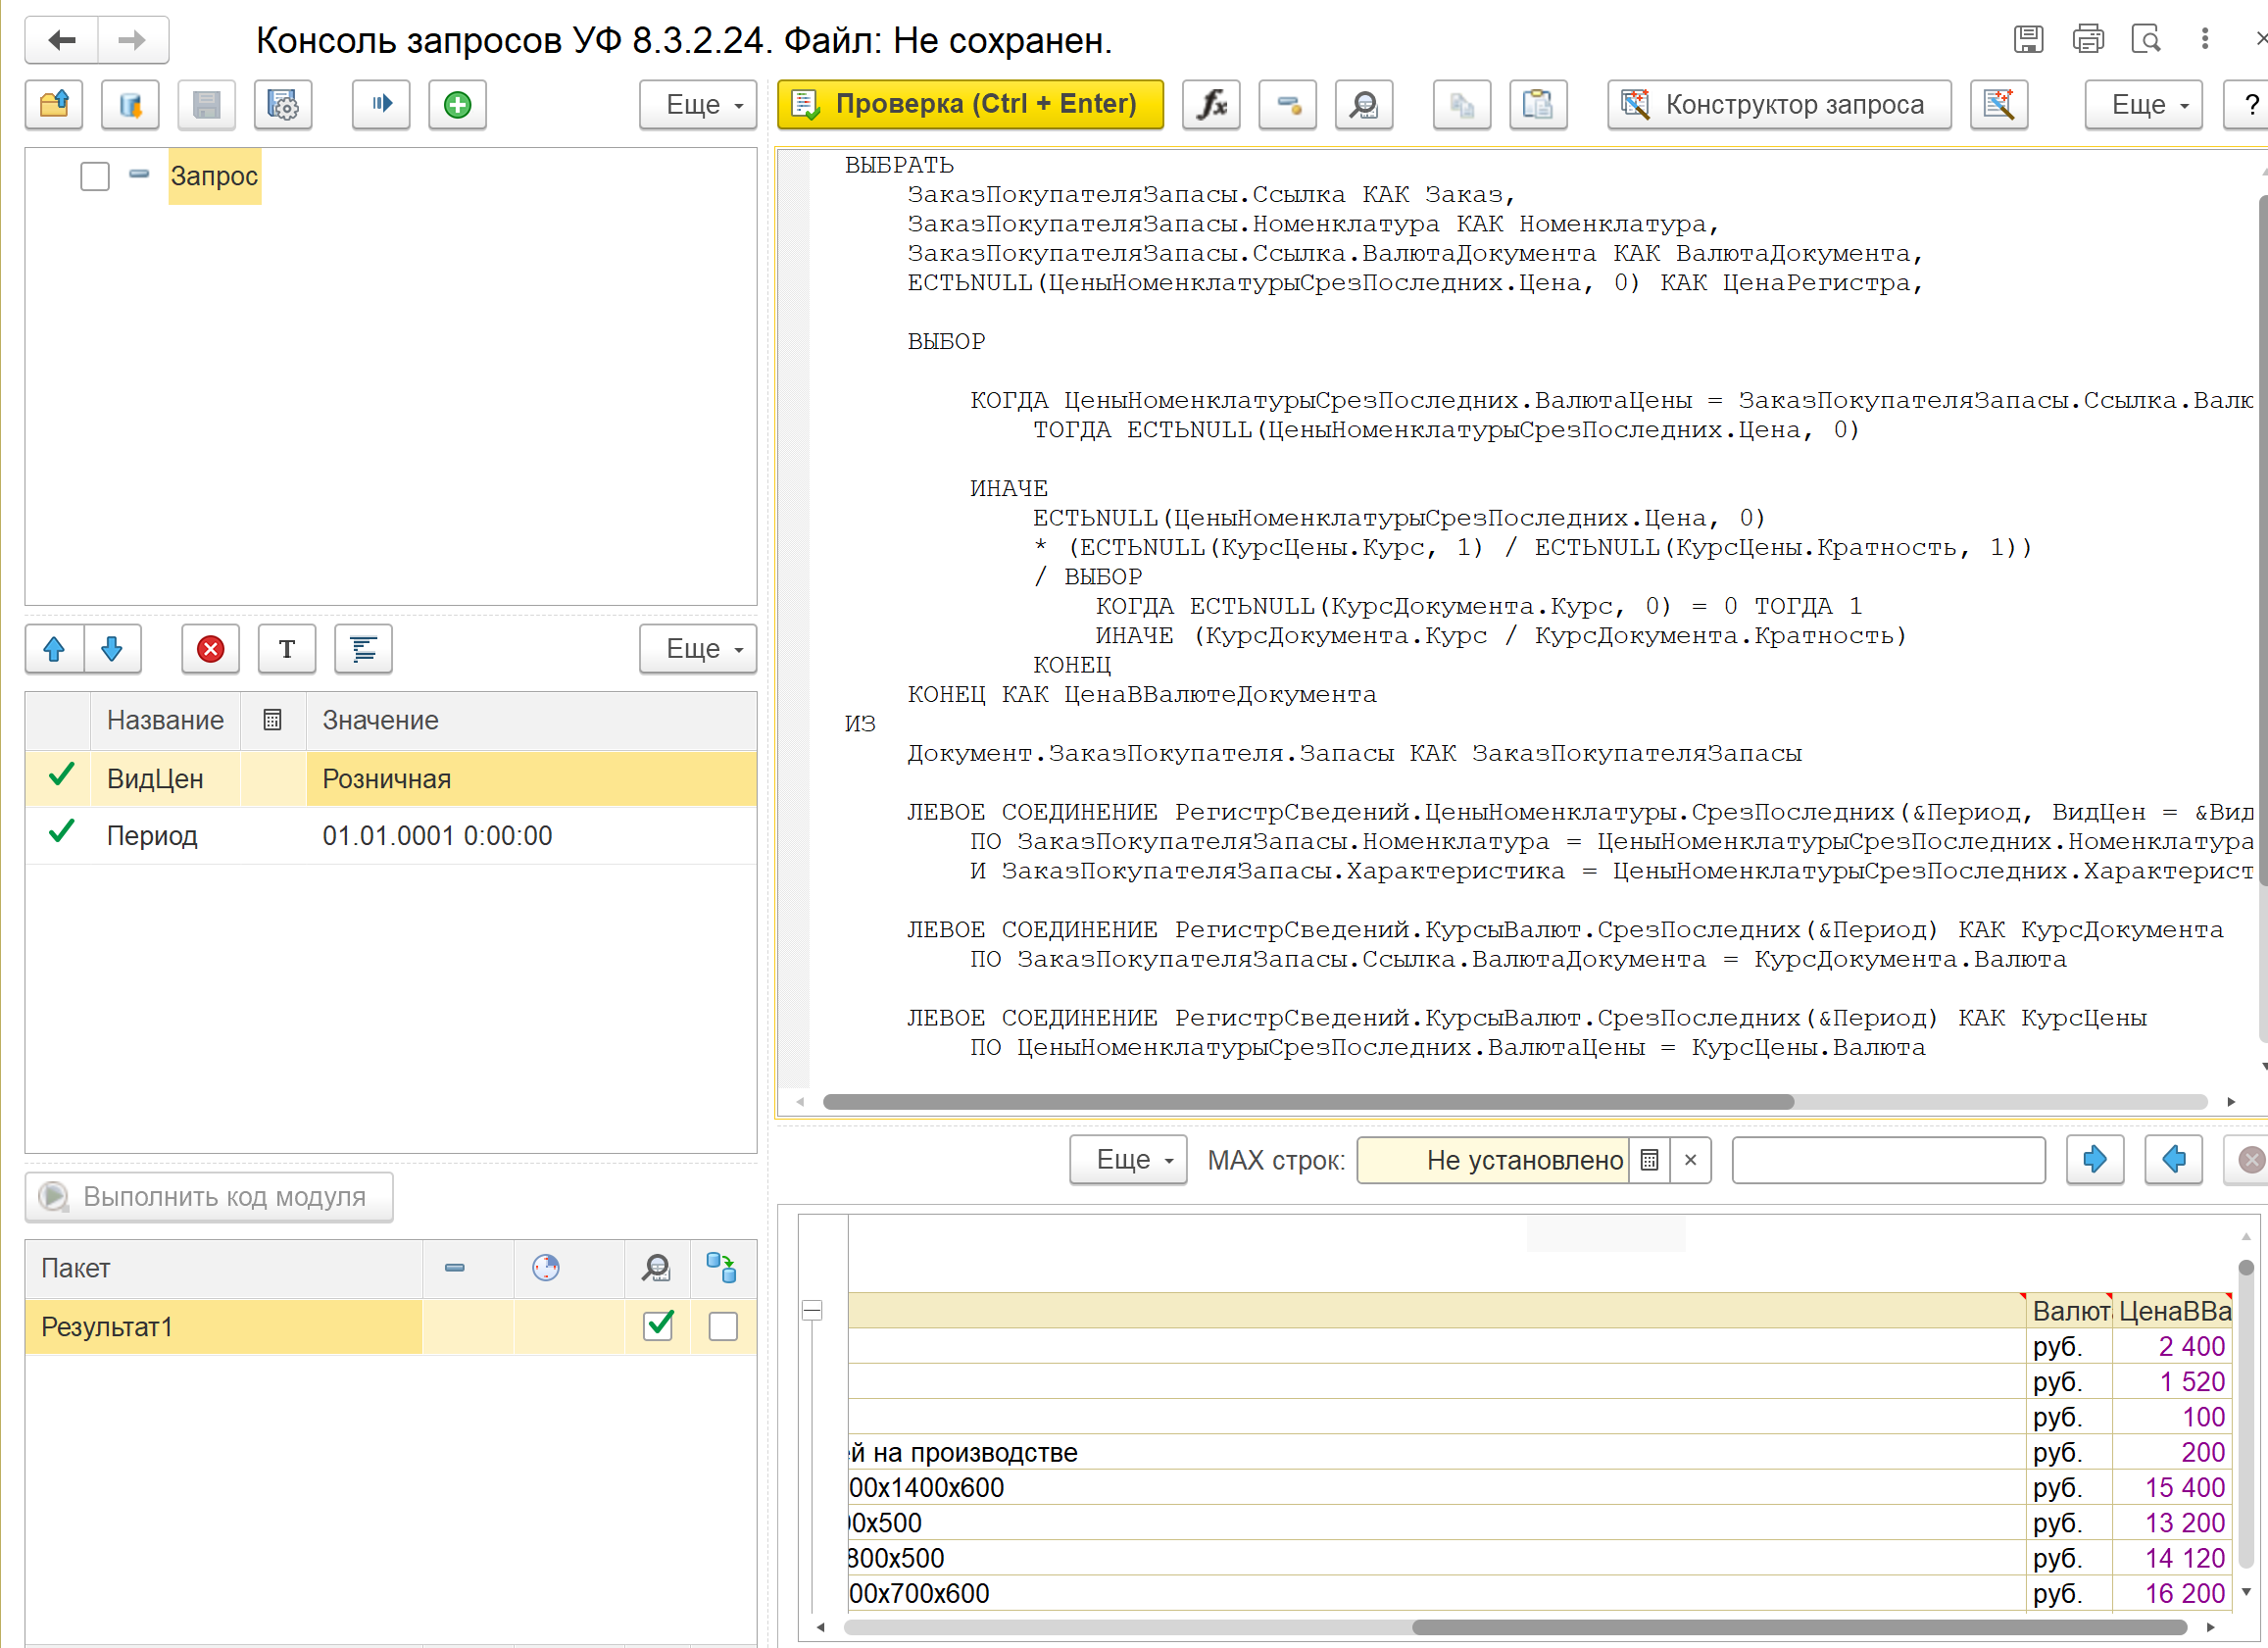 Консоль запросов УФ 8.3.2.24. Файл: Не сохранен.
Еще
Проверка (Ctrl + Enter)
Конструктор запроса
Еще
?
Запрос
ВЫБРАТЬ
ЗаказПокупателяЗапасы.Ссылка КАК Заказ,
ЗаказПокупателяЗапасы.Номенклатура КАК Номенклатура,
ЗаказПокупателяЗапасы.Ссылка.ВалютаДокумента КАК ВалютаДокумента,
ЕСТЬNULL(ЦеныНоменклатурыСрезПоследних.Цена, 0) КАК ЦенаРегистра,
ВЫБОР
КОГДА ЦеныНоменклатурыСрезПоследних.ВалютаЦены = ЗаказПокупателяЗапасы.Ссылка.Валю
ТОГДА ЕСТЬNULL(ЦеныНоменклатурыСрезПоследних.Цена, 0)
ИНАЧЕ
ЕСТЬNULL(ЦеныНоменклатурыСрезПоследних.Цена, 0)
* (ЕСТЬNULL(КурсЦены.Курс, 1) / ЕСТЬNULL(КурсЦены.Кратность, 1))
/ ВЫБОР
КОГДА ЕСТЬNULL(КурсДокумента.Курс, 0) = 0 ТОГДА 1
ИНАЧЕ (КурсДокумента.Курс / КурсДокумента.Кратность)
КОНЕЦ
КОНЕЦ КАК ЦенаВВалютеДокумента
ИЗ
Документ.ЗаказПокупателя.Запасы КАК ЗаказПокупателяЗапасы
ЛЕВОЕ СОЕДИНЕНИЕ РегистрСведений.ЦеныНоменклатуры.СрезПоследних(&Период, ВидЦен = &Вид
ПО ЗаказПокупателяЗапасы.Номенклатура = ЦеныНоменклатурыСрезПоследних.Номенклатура
И ЗаказПокупателяЗапасы.Характеристика = ЦеныНоменклатурыСрезПоследних.Характерист
ЛЕВОЕ СОЕДИНЕНИЕ РегистрСведений.КурсыВалют.СрезПоследних(&Период) КАК КурсДокумента
ПО ЗаказПокупателяЗапасы.Ссылка.ВалютаДокумента = КурсДокумента.Валюта
ЛЕВОЕ СОЕДИНЕНИЕ РегистрСведений.КурсыВалют.СрезПоследних(&Период) КАК КурсЦены
ПО ЦеныНоменклатурыСрезПоследних.ВалютаЦены = КурсЦены.Валюта
T
Еще
Название Значение
ВидЦен Розничная
Период 01.01.0001 0:00:00
Выполнить код модуля
Пакет
Результат1
Еще MAX строк: Не установлено
Валют ЦенаВВа
руб. 2 400
руб. 1 520
руб. 100
ей на производстве руб. 200
00x1400x600 руб. 15 400
00x500 руб. 13 200
800x500 руб. 14 120
00x700x600 руб. 16 200